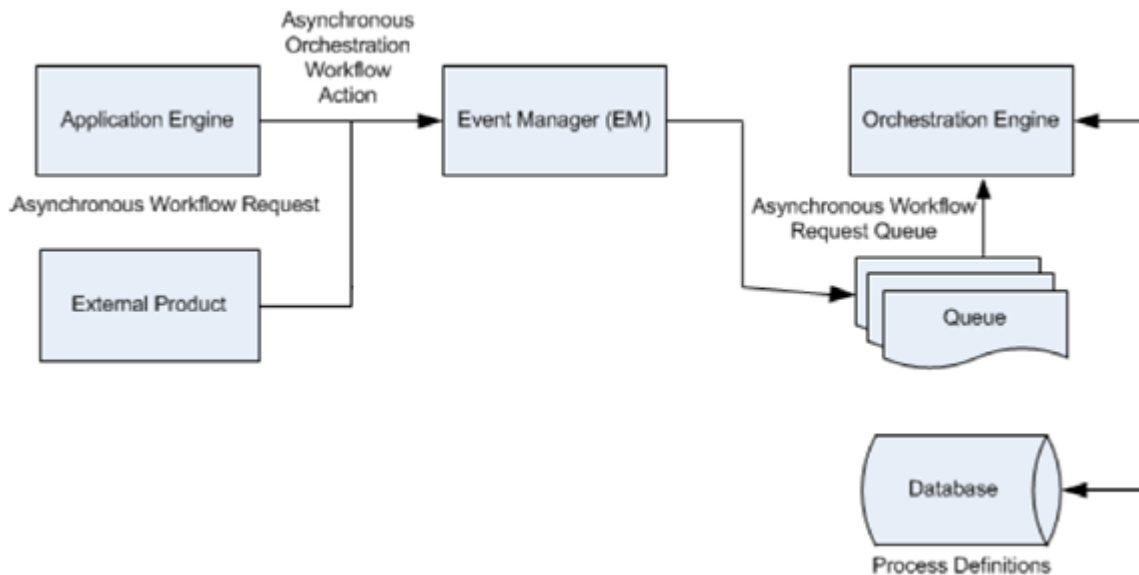 Asynchronous
Orchestration
Workflow
Action
Application Engine
Event Manager (EM)
Orchestration Engine
.Asynchronous Workflow Request
Asynchronous Workflow
Request Queue
External Product
Queue
Database
Process Definitions